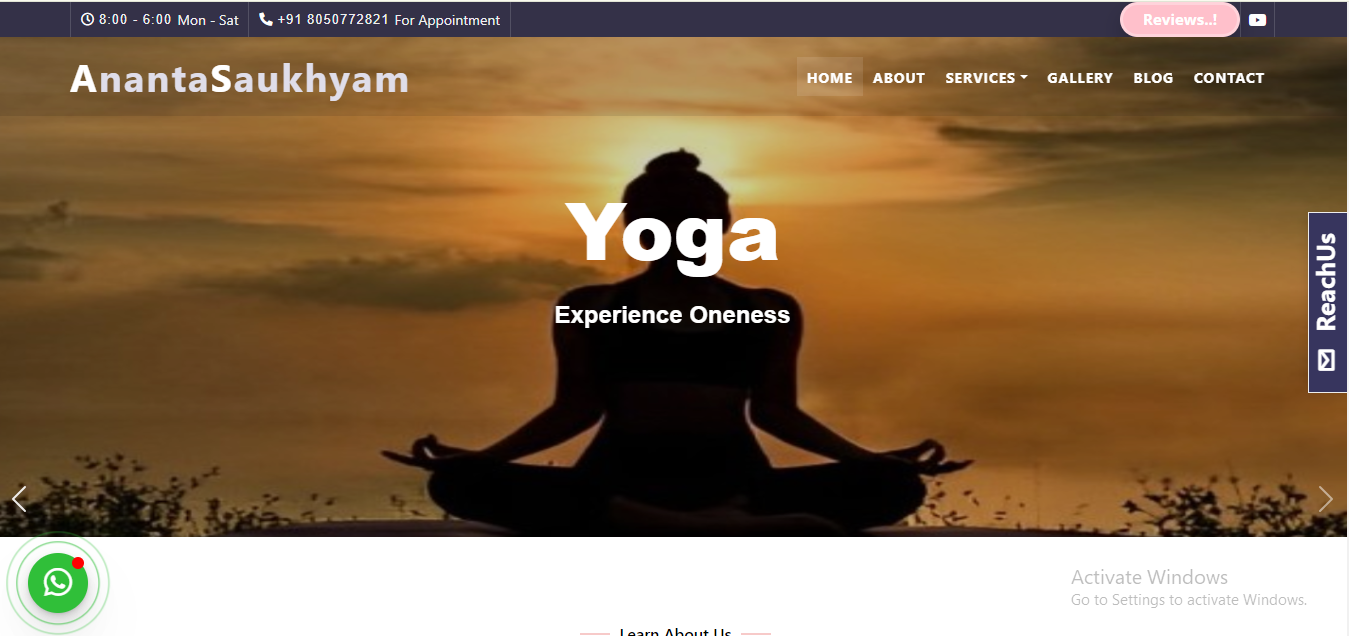 8:00 - 6:00 Mon - Sat
+91 8050772821 For Appointment
Reviews..!
AnantaSaukhyam
HOME
ABOUT
SERVICES
GALLERY
BLOG
CONTACT
Yoga
Experience Oneness
ReachUs
Activate Windows
Go to Settings to activate Windows.
Learn About Us